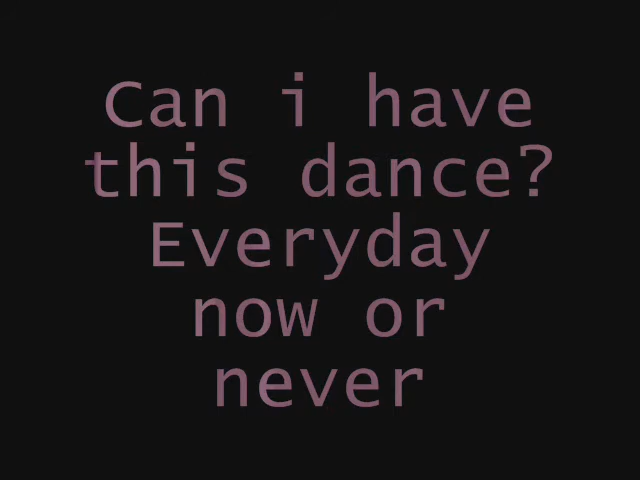 Can i have
this dance?
Everyday
now or
never